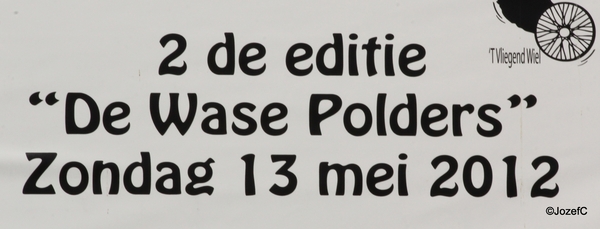 'T Vliegend Wiel
2 de editie
“De Wase Polders”
Zondag 13 mei 2012
©JozefC